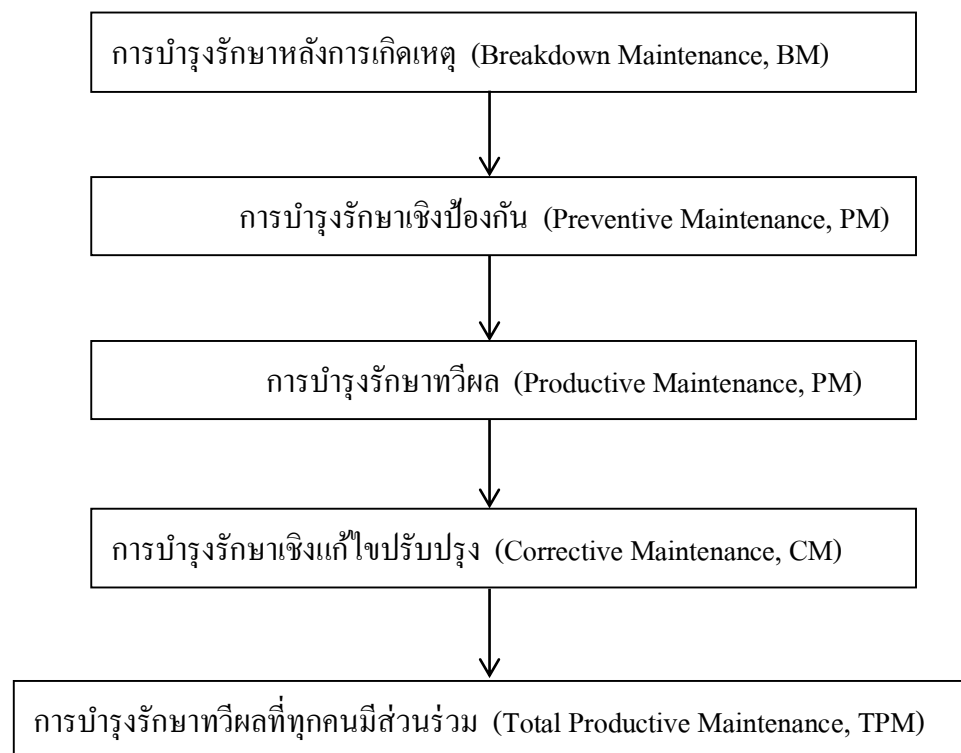 การบำรุงรักษาหลังการเกิดเหตุ (Breakdown Maintenance, BM)
การบำรุงรักษาเชิงป้องกัน (Preventive Maintenance, PM)
การบำรุงรักษาทวีผล (Productive Maintenance, PM)
การบำรุงรักษาเชิงแก้ไขปรับปรุง (Corrective Maintenance, CM)
การบำรุงรักษาทวีผลที่ทุกคนมีส่วนร่วม (Total Productive Maintenance, TPM)